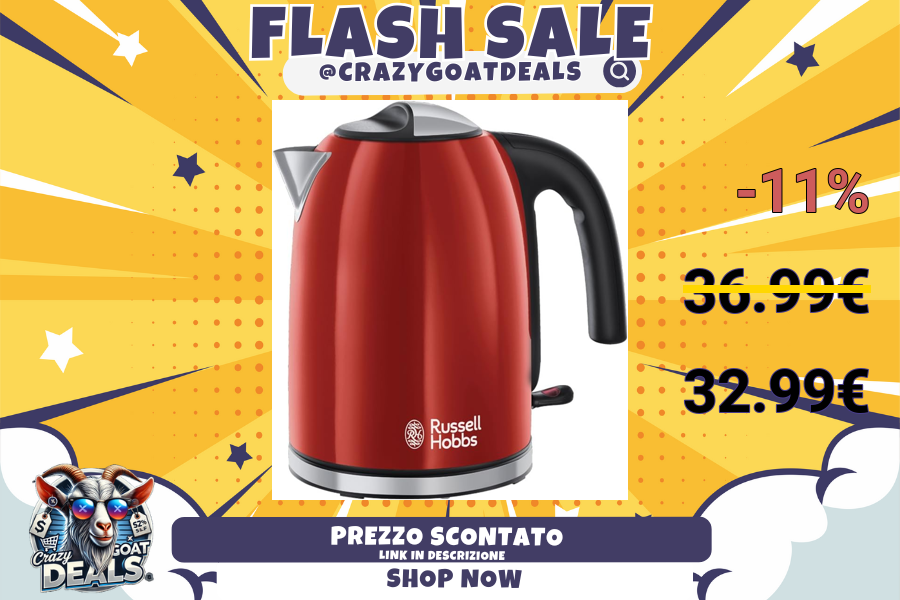 FLASH SALE
@CRAZYGOATDEALS
-11%
36.99€
32.99€
Russell
Hobbs
$
52%
Crazy
GOAT
DEALS
PREZZO SCONTATO
LINK IN DESCRIZIONE
SHOP NOW